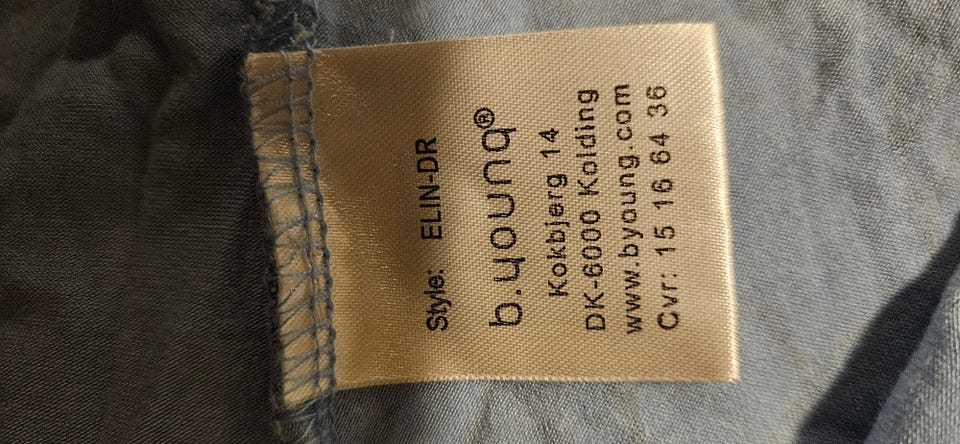 Style: ELIN-DR
b.young®
Kokbjerg 14
DK-6000 Kolding
www.byoung.com
Cvr: 15 16 64 36